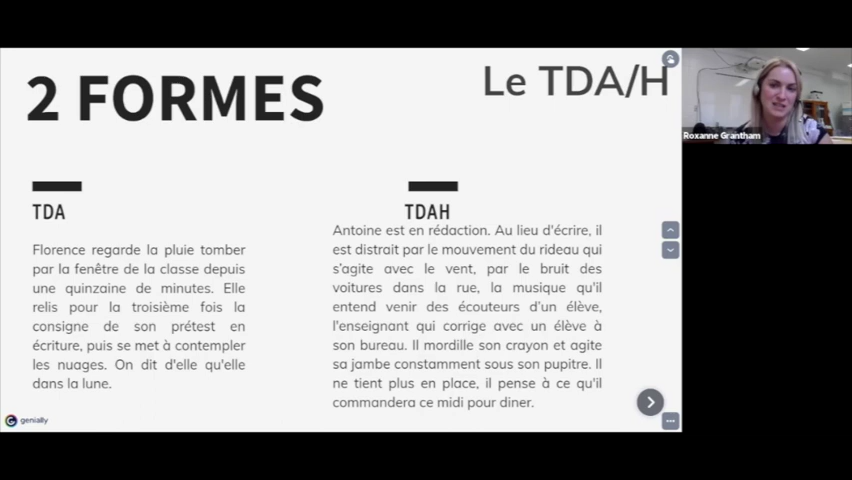 2 FORMES
Le TDA/H
Roxanne Grantham
TDA
Florence regarde la pluie tomber
par la fenêtre de la classe depuis
une quinzaine de minutes. Elle
relis pour la troisième fois la
consigne de son prétest en
écriture, puis se met à contempler
les nuages. On dit d'elle qu'elle
dans la lune.
TDAH
Antoine est en rédaction. Au lieu d'écrire, il
est distrait par le mouvement du rideau qui
s'agite avec le vent, par le bruit des
voitures dans la rue, la musique qu'il
entend venir des écouteurs d'un élève,
l'enseignant qui corrige avec un élève à
son bureau. Il mordille son crayon et agite
sa jambe constamment sous son pupitre. Il
ne tient plus en place, il pense à ce qu'il
commandera ce midi pour diner.
genially